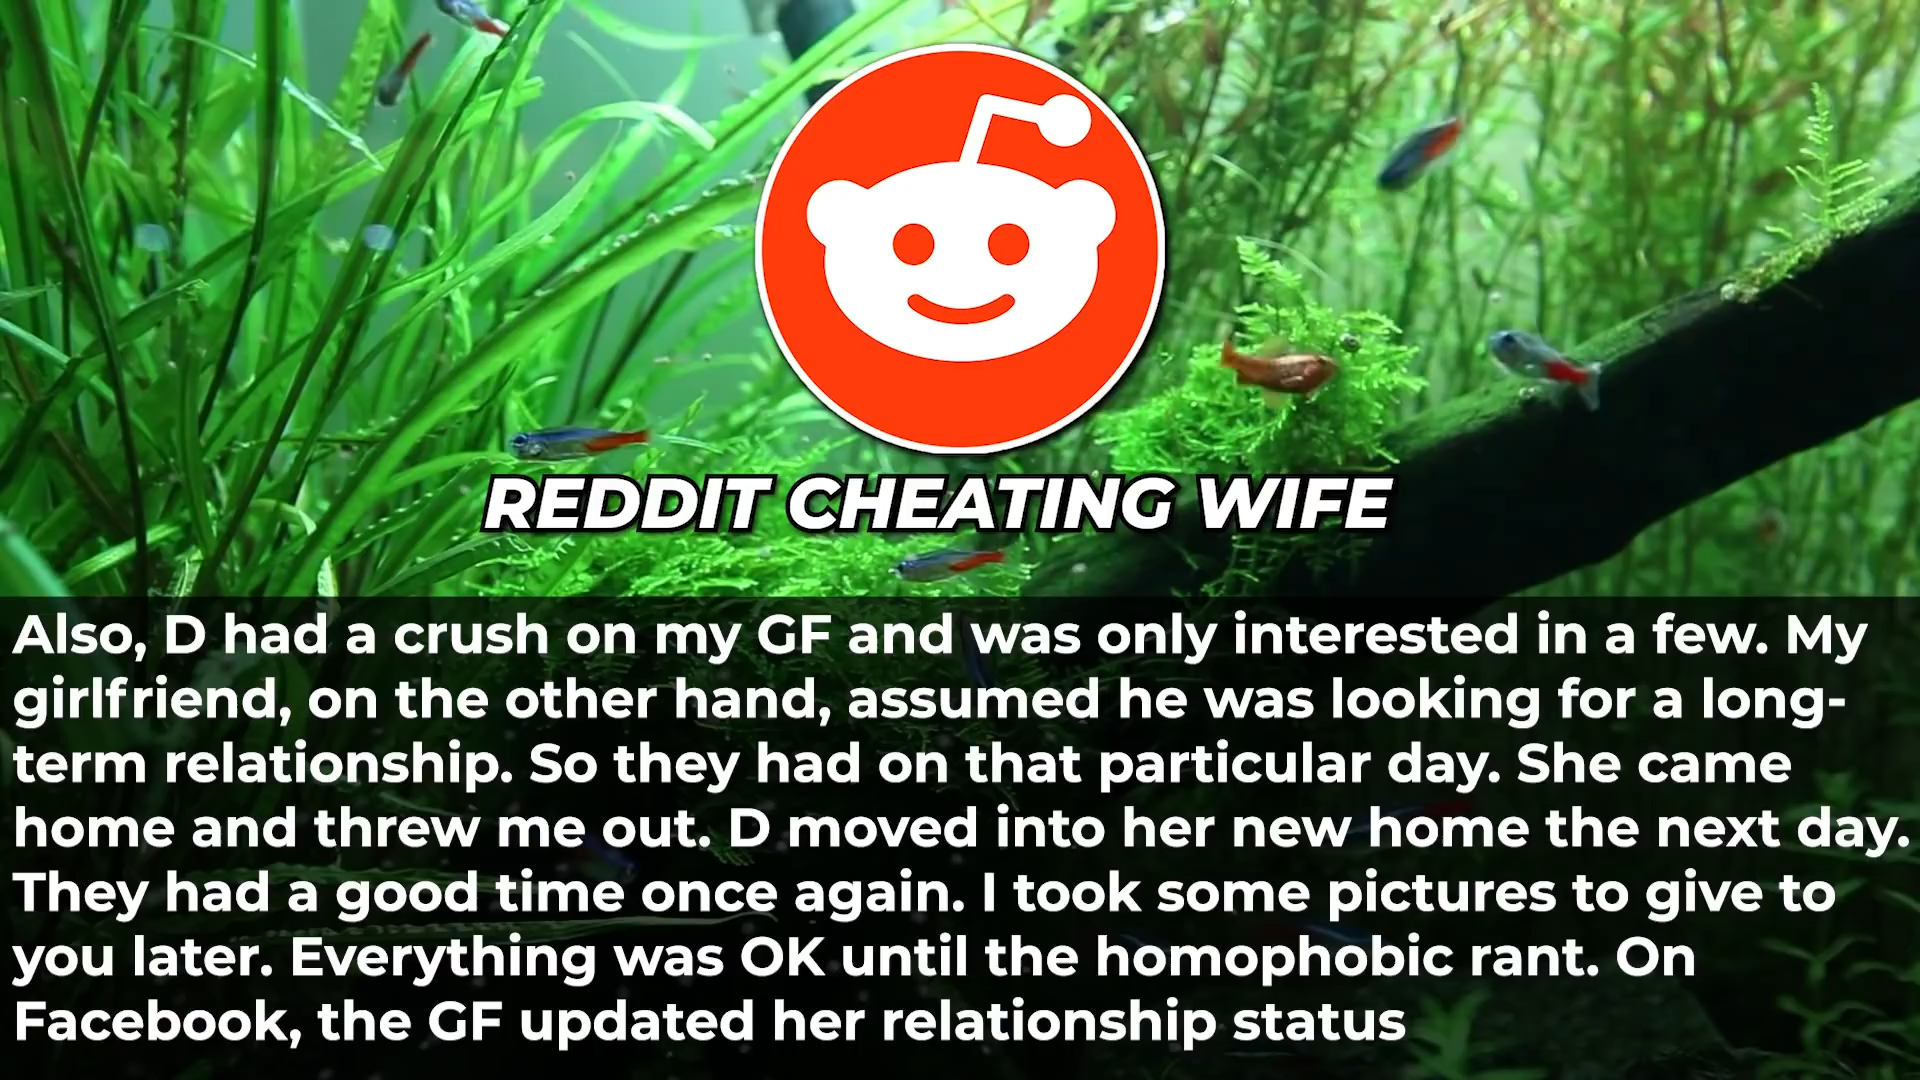 REDDIT CHEATING WIFE
Also, D had a crush on my GF and was only interested in a few. My
girlfriend, on the other hand, assumed he was looking for a long-
term relationship. So they had on that particular day. She came
home and threw me out. D moved into her new home the next day.
They had a good time once again. I took some pictures to give to
you later. Everything was OK until the homophobic rant. On
Facebook, the GF updated her relationship status